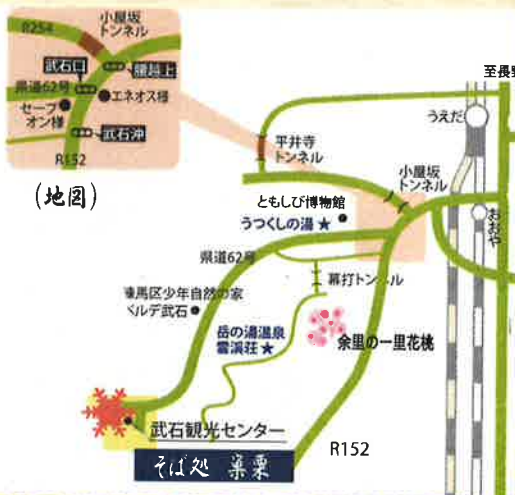 R254
小屋坂
トンネル
武石口
腰越上
県道62号
エネオス様
セーブ
オン様
武石沖
R152
(地図)
至長野
うえだ
平井寺
トンネル
小屋坂
トンネル
おおや
ともしび博物館
うつくしの湯★
県道62号
幕打トンネル
練馬区少年自然の家
ベルデ武石
岳の湯温泉
雲渓荘★
余里の一里花桃
武石観光センター
R152
そば処 巣栗